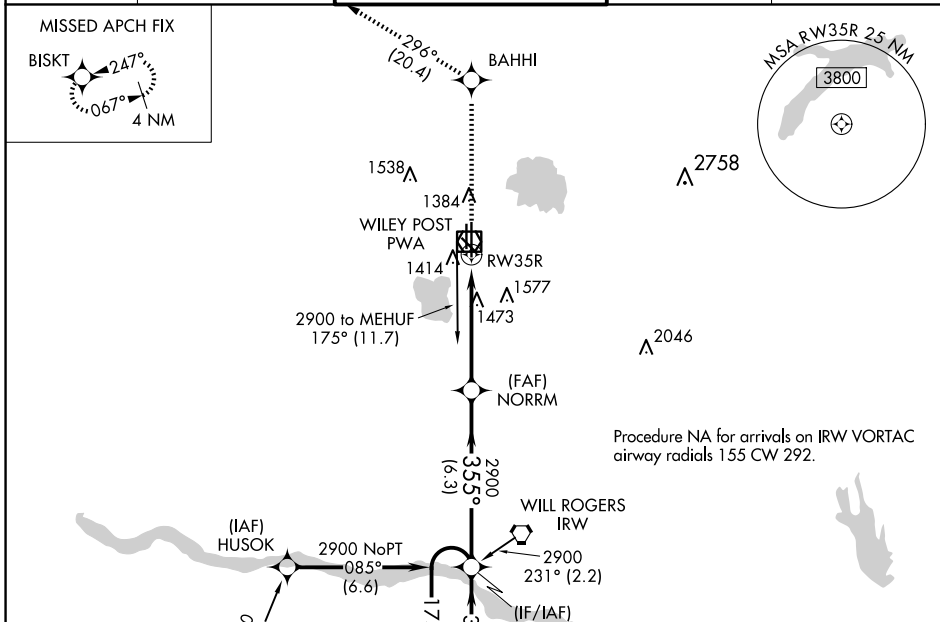 MISSED APCH FIX
BISKT
247°
067°
4 NM
296°
(20.4)
BAHHI
MSA RW35R 25 NM
3800
1538
2758
1384
WILEY POST
PWA
1414
RW35R
1577
1473
2900 to MEHUF
175° (11.7)
2046
(FAF)
NORRM
Procedure NA for arrivals on IRW VORTAC
airway radials 155 CW 292.
2900
355°
(6.3)
WILL ROGERS
IRW
(IAF)
HUSOK
2900 NoPT
085°
(6.6)
2900
231° (2.2)
17
(IF/IAF)